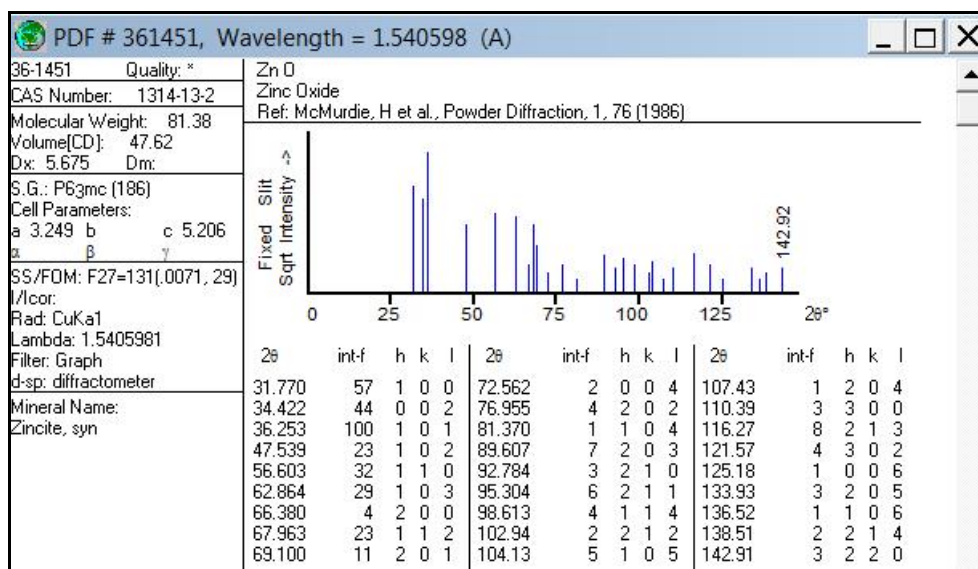 PDF # 361451, Wavelength = 1.540598 (A)
36-1451 Quality: *
CAS Number: 1314-13-2
Molecular Weight: 81.38
Volume[CD]: 47.62
Dx: 5.675 Dm:
S.G.: P63mc (186)
Cell Parameters:
a 3.249 b c 5.206
α β γ
SS/FOM: F27=131(.0071, 29)
I/Icor:
Rad: CuKa1
Lambda: 1.5405981
Filter: Graph
d-sp: diffractometer
Mineral Name:
Zincite, syn
Zn O
Zinc Oxide
Ref: McMurdie, H et al., Powder Diffraction, 1, 76 (1986)
Fixed Slit
Sqrt Intensity ->
142.92
0 25 50 75 100 125 2θ°
2θ int-f h k l 2θ int-f h k l 2θ int-f h k l
31.770 57 1 0 0 72.562 2 0 0 4 107.43 1 2 0 4
34.422 44 0 0 2 76.955 4 2 0 2 110.39 3 3 0 0
36.253 100 1 0 1 81.370 1 1 0 4 116.27 8 2 1 3
47.539 23 1 0 2 89.607 7 2 0 3 121.57 4 3 0 2
56.603 32 1 1 0 92.784 3 2 1 0 125.18 1 0 0 6
62.864 29 1 0 3 95.304 6 2 1 1 133.93 3 2 0 5
66.380 4 2 0 0 98.613 4 1 1 4 136.52 1 1 0 6
67.963 23 1 1 2 102.94 2 2 1 2 138.51 2 2 1 4
69.100 11 2 0 1 104.13 5 1 0 5 142.91 3 2 2 0